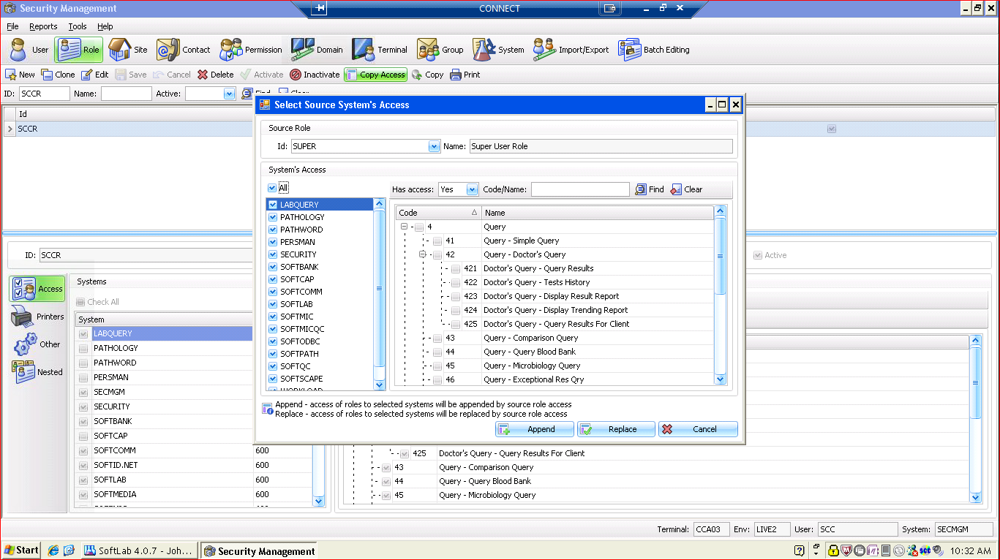 Security Management
CONNECT
File Reports Tools Help
User Role Site Contact Permission Domain Terminal Group System Import/Export Batch Editing
New Clone Edit Save Cancel Delete Activate Inactivate Copy Access Copy Print
ID: SCCR Name: Active: Find Clear
Id
SCCR
Select Source System's Access
Source Role
Id: SUPER Name: Super User Role
System's Access
All
Has access: Yes Code/Name: Find Clear
LABQUERY
PATHOLOGY
PATHWORD
PERSMAN
SECURITY
SOFTBANK
SOFTCAP
SOFTCOMM
SOFTLAB
SOFTMIC
SOFTMICQC
SOFTODBC
SOFTPATH
SOFTQC
SOFTSCAPE
WORKLOAD
Code Name
4 Query
41 Query - Simple Query
42 Query - Doctor's Query
421 Doctor's Query - Query Results
422 Doctor's Query - Tests History
423 Doctor's Query - Display Result Report
424 Doctor's Query - Display Trending Report
425 Doctor's Query - Query Results For Client
43 Query - Comparison Query
44 Query - Query Blood Bank
45 Query - Microbiology Query
46 Query - Exceptional Res Qry
Append - access of roles to selected systems will be appended by source role access
Replace - access of roles to selected systems will be replaced by source role access
Append Replace Cancel
ID: SCCR
Active
Access
Printers
Other
Nested
Systems
Check All
System
LABQUERY
PATHOLOGY
PATHWORD
PERSMAN
SECMGM
SECURITY
SOFTBANK
SOFTCAP
SOFTCOMM 600
SOFTID.NET 600
SOFTLAB 600
SOFTMEDIA 600
425 Doctor's Query - Query Results For Client
43 Query - Comparison Query
44 Query - Query Blood Bank
45 Query - Microbiology Query
Terminal: CCA03 Env: LIVE2 User: SCC System: SECMGM
Start SoftLab 4.0.7 - Joh... Security Management scc 10:32 AM